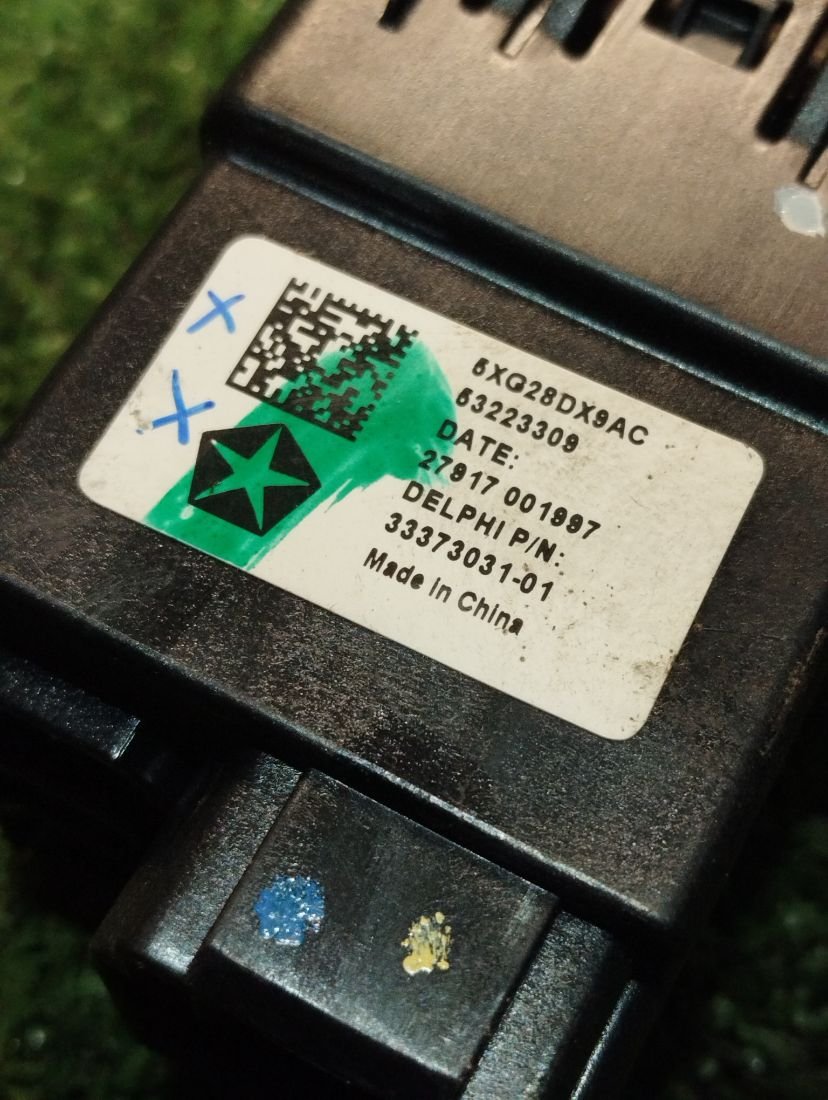 5XG28DX9AC
53223309
DATE:
27917 001997
DELPHI P/N:
33373031-01
Made in China